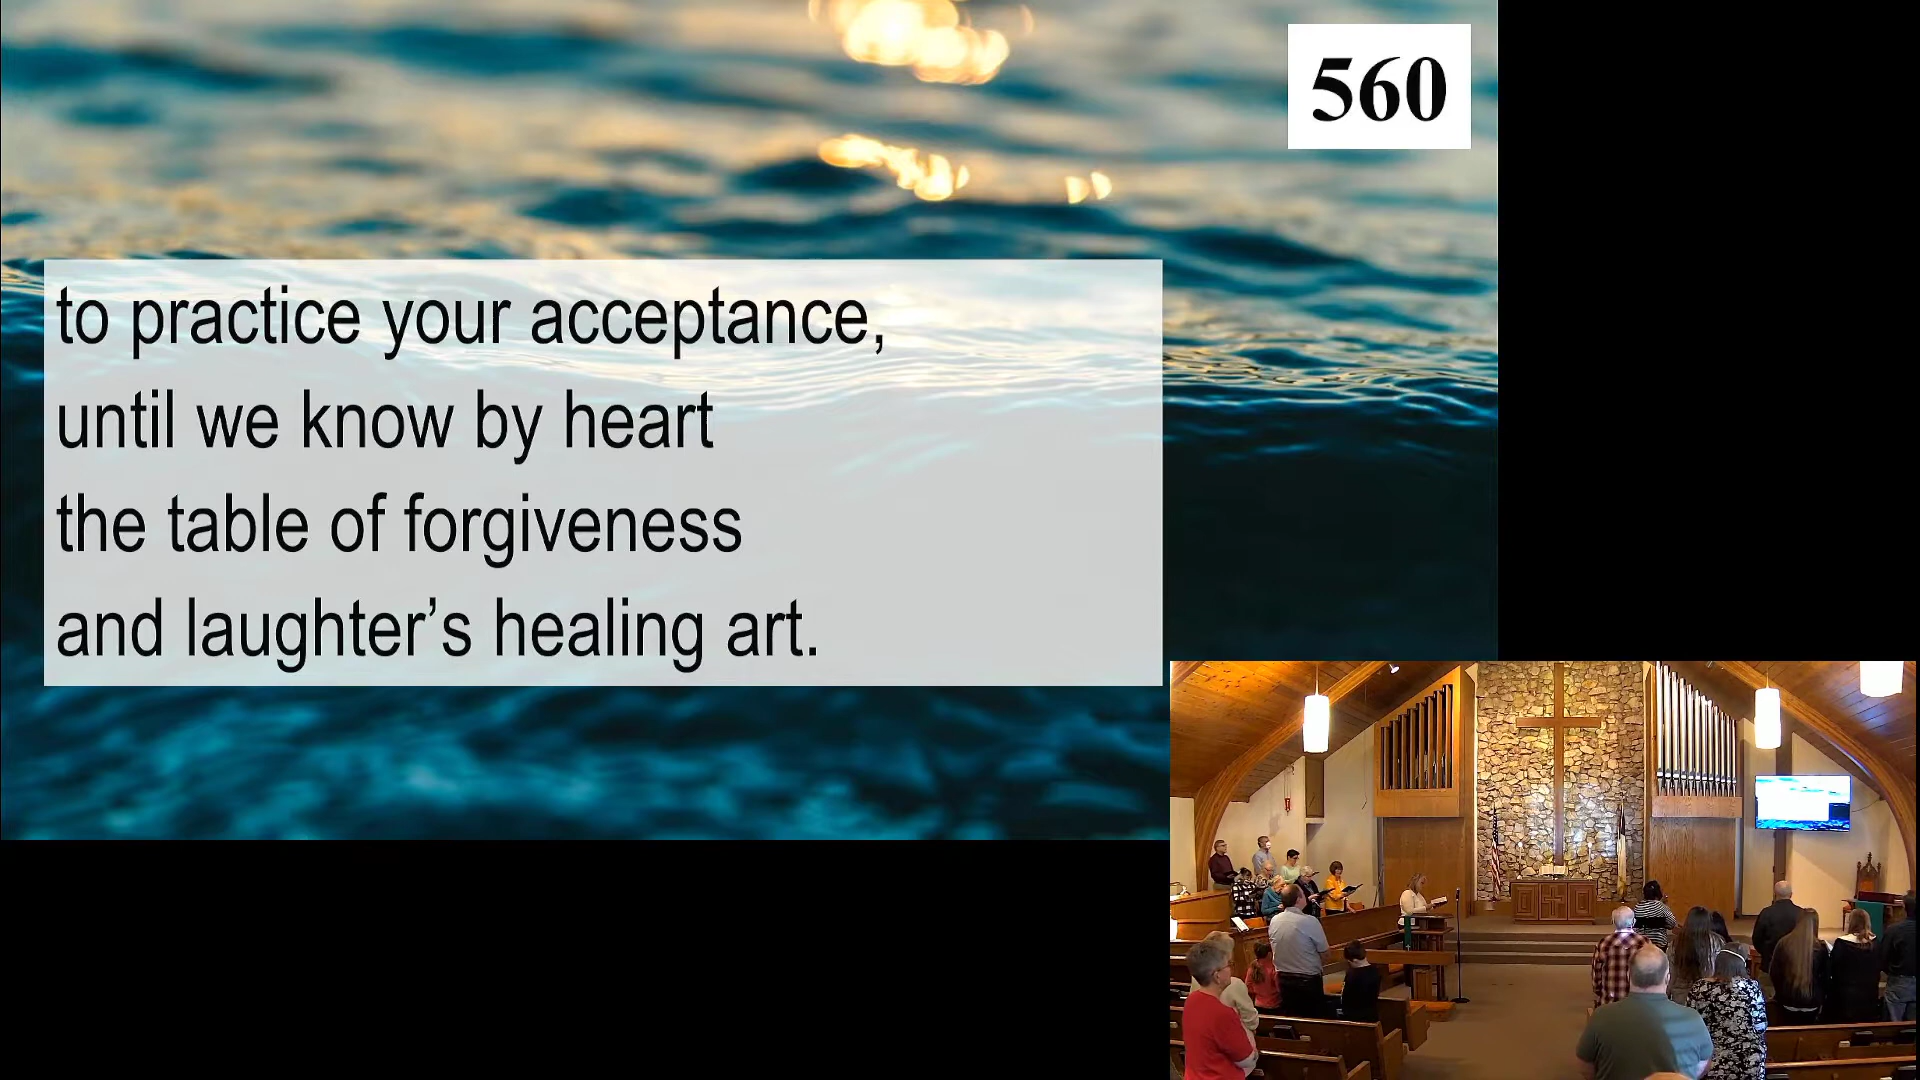 560
to practice your acceptance,
until we know by heart
the table of forgiveness
and laughter’s healing art.